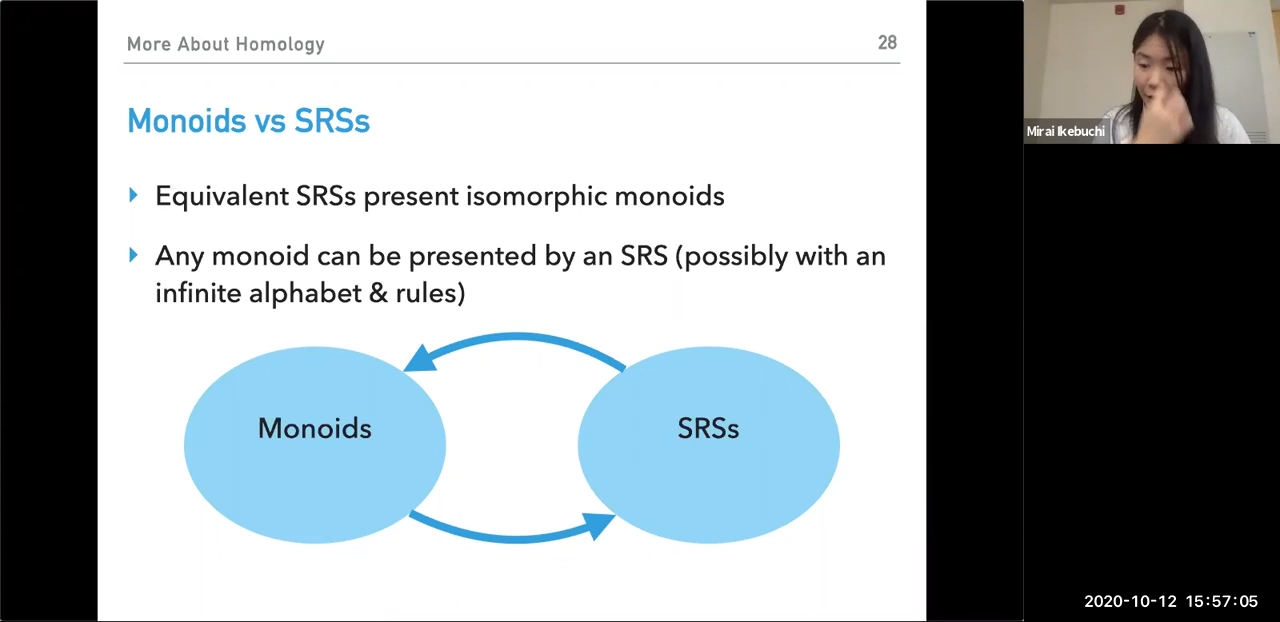 More About Homology
28
Monoids vs SRSs
Equivalent SRSs present isomorphic monoids
Any monoid can be presented by an SRS (possibly with an
infinite alphabet & rules)
Monoids
SRSs
Mirai Ikebuchi
2020-10-12 15:57:05